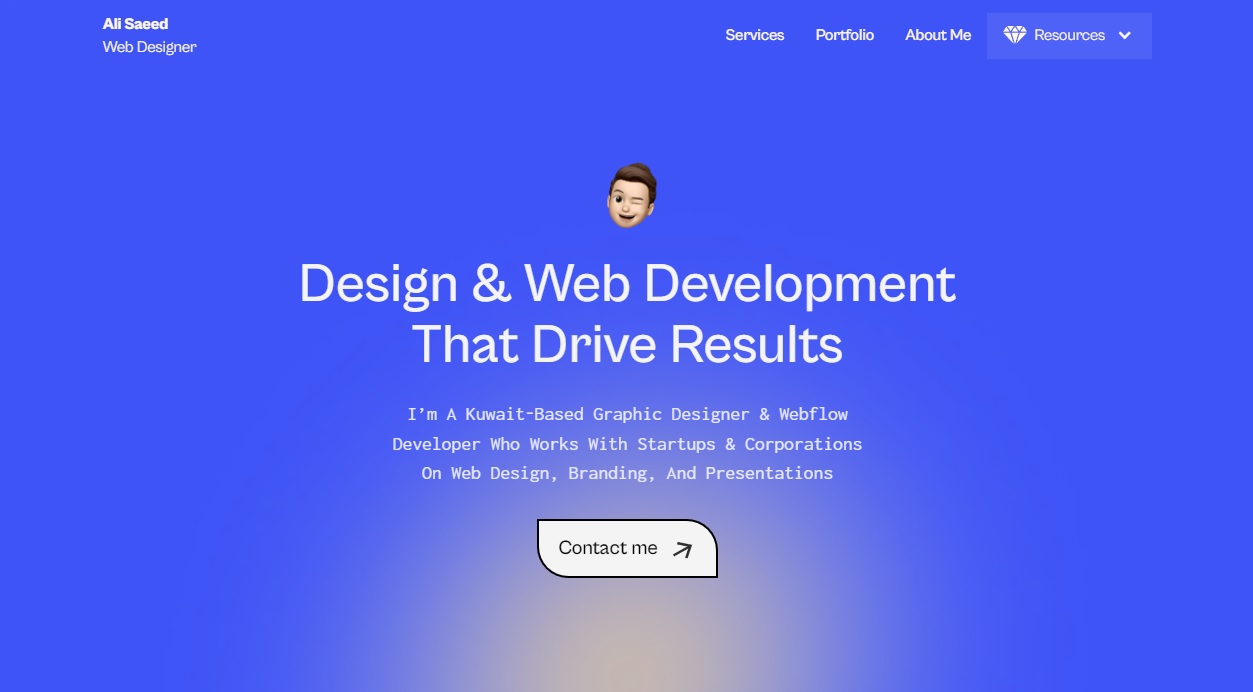 Ali Saeed
Web Designer
Services
Portfolio
About Me
Resources
Design & Web Development
That Drive Results
I’m A Kuwait-Based Graphic Designer & Webflow
Developer Who Works With Startups & Corporations
On Web Design, Branding, And Presentations
Contact me